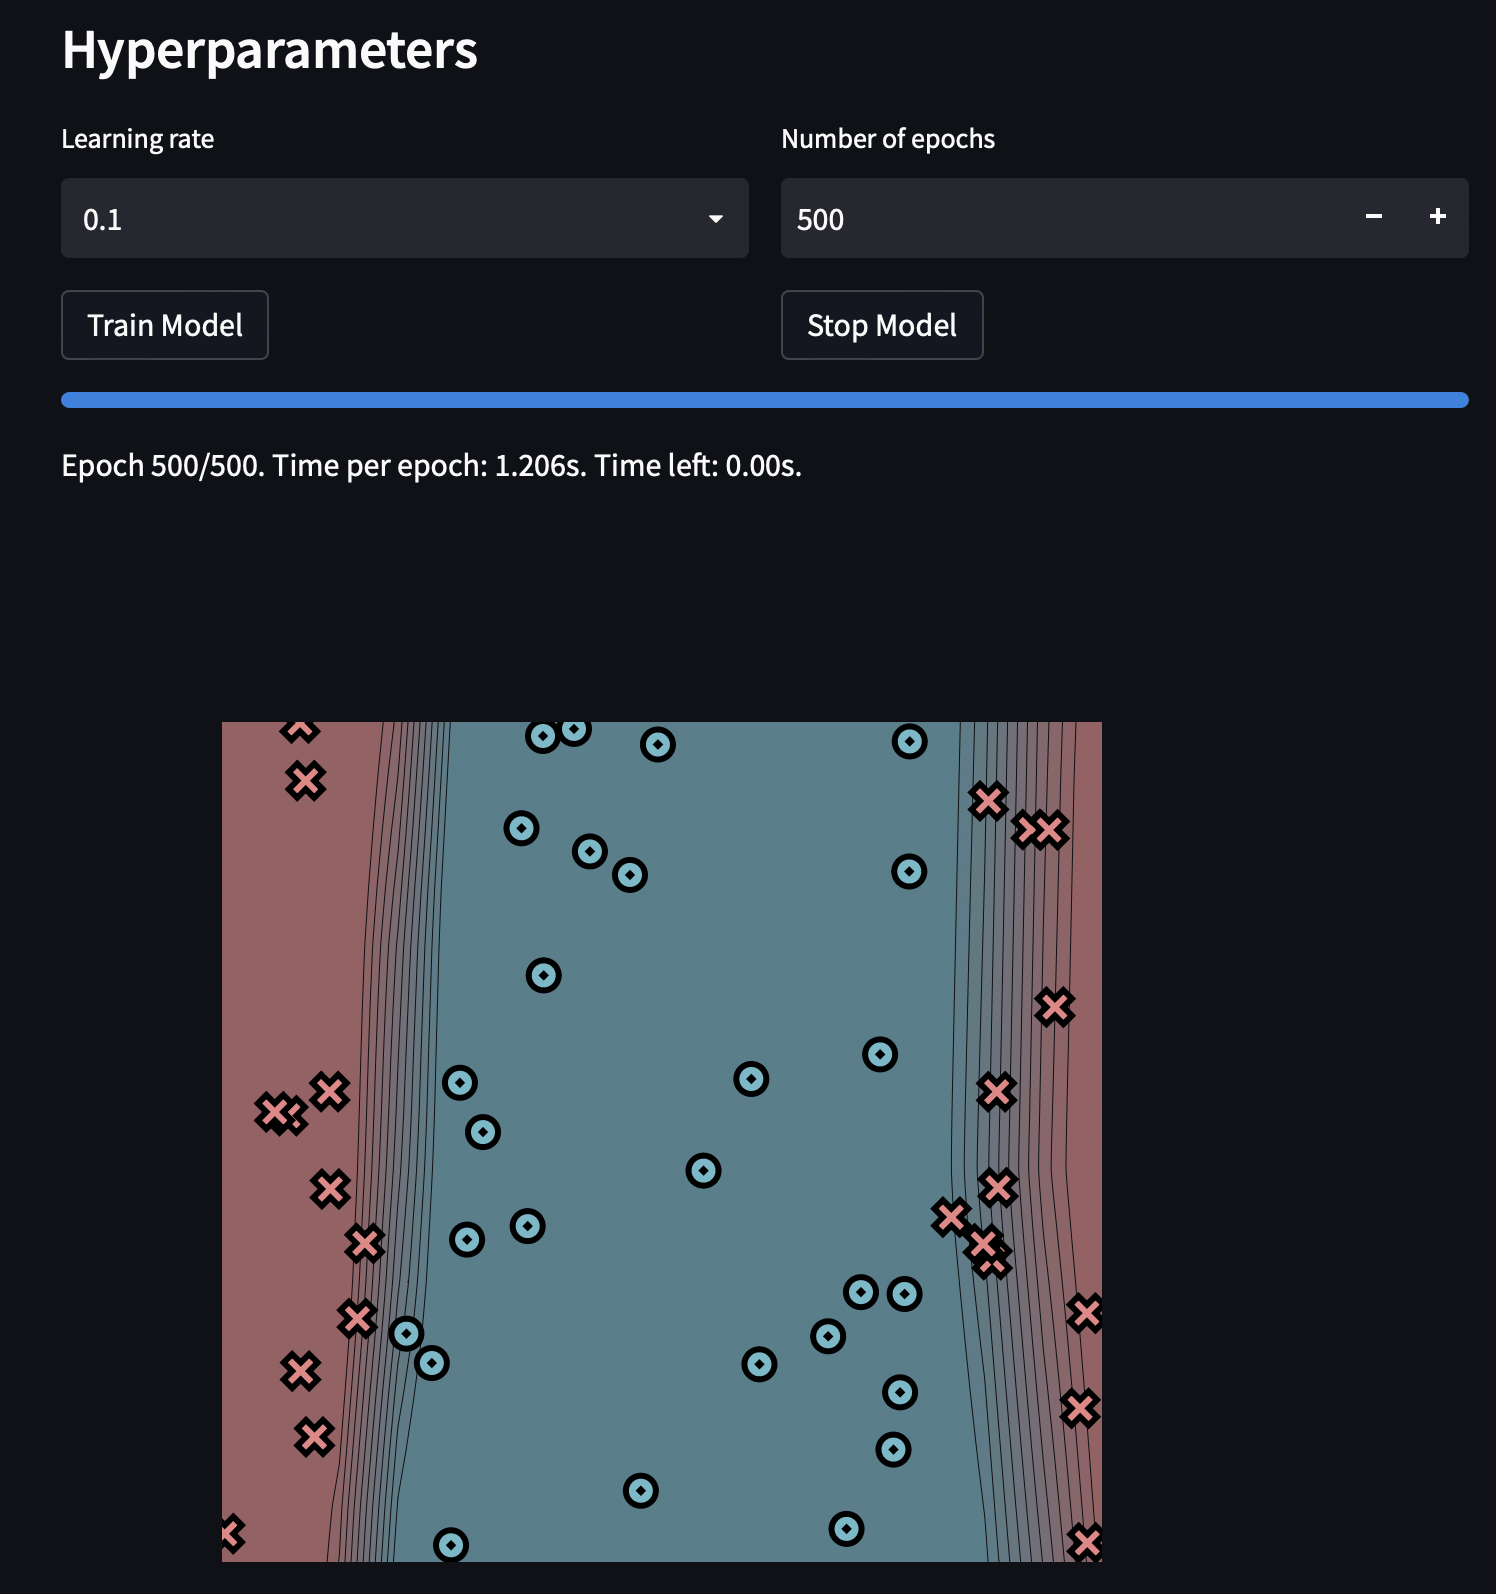 Hyperparameters
Learning rate
Number of epochs
0.1
500
Train Model
Stop Model
Epoch 500/500. Time per epoch: 1.206s. Time left: 0.00s.